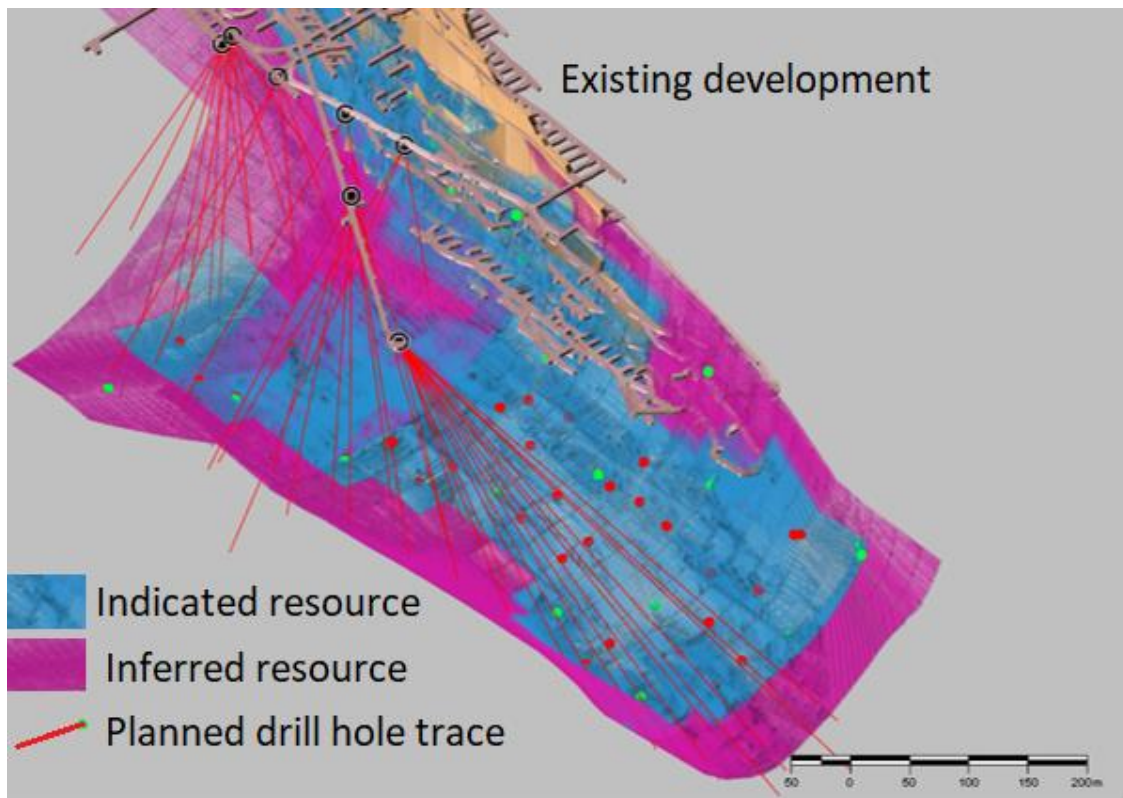 Existing development
Indicated resource
Inferred resource
Planned drill hole trace
50 0 50 100 150 200m